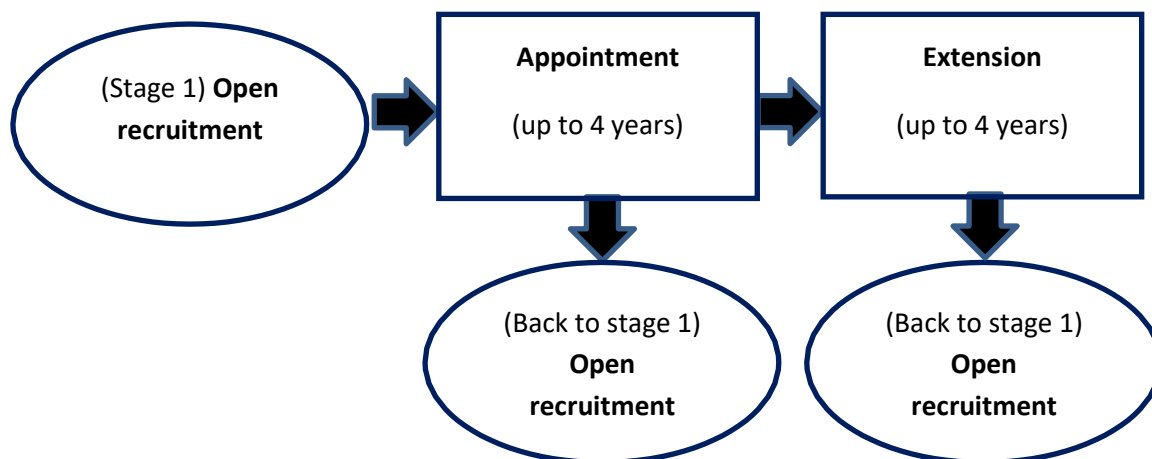 (Stage 1) Open
recruitment
Appointment
(up to 4 years)
Extension
(up to 4 years)
(Back to stage 1)
Open
recruitment
(Back to stage 1)
Open
recruitment